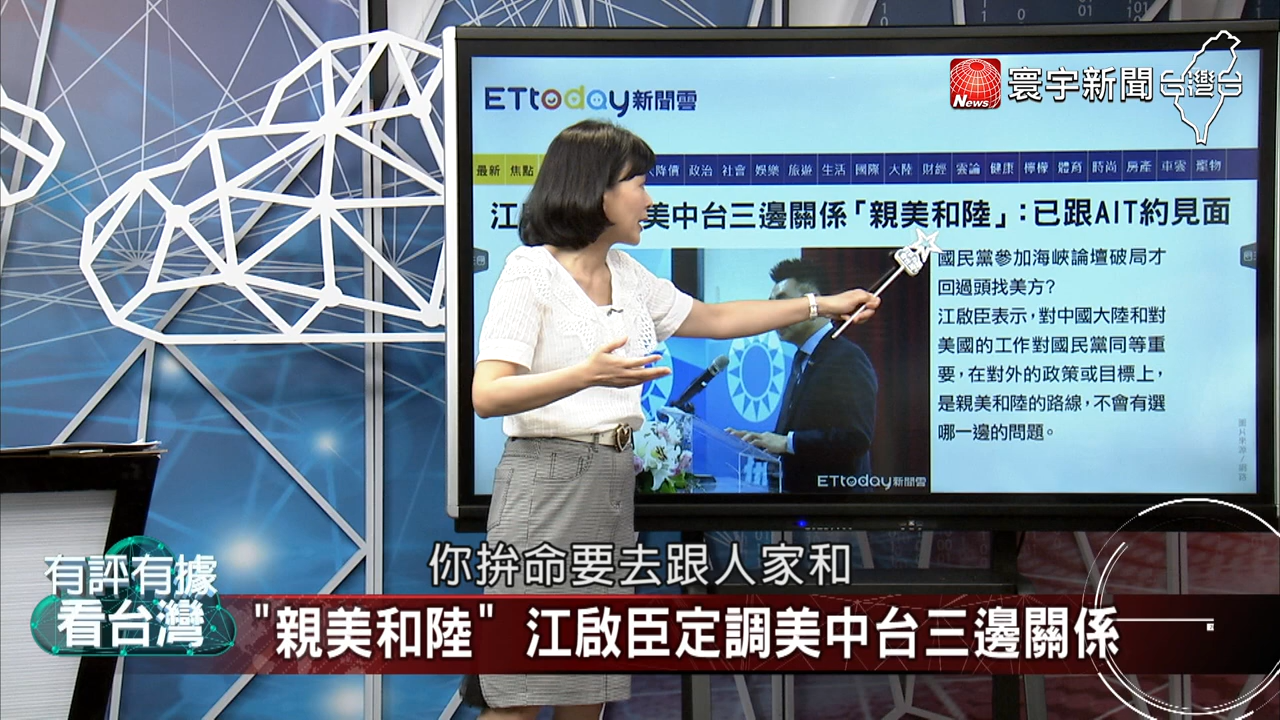 ETtoday新聞雲
News
寰宇新聞台
台灣
最新 焦點 大降價 政治 社會 娛樂 旅遊 生活 國際 大陸 財經 雲論 健康 檸檬 體育 時尚 房產 車雲 寵物
江 美中台三邊關係「親美和陸」:已跟AIT約見面
國民黨參加海峽論壇破局才
回過頭找美方?
江啟臣表示,對中國大陸和對
美國的工作對國民黨同等重
要,在對外的政策或目標上,
是親美和陸的路線,不會有選
哪一邊的問題。
ETtoday新聞雲
你拚命要去跟人家和
有評有據
看台灣
"親美和陸" 江啟臣定調美中台三邊關係